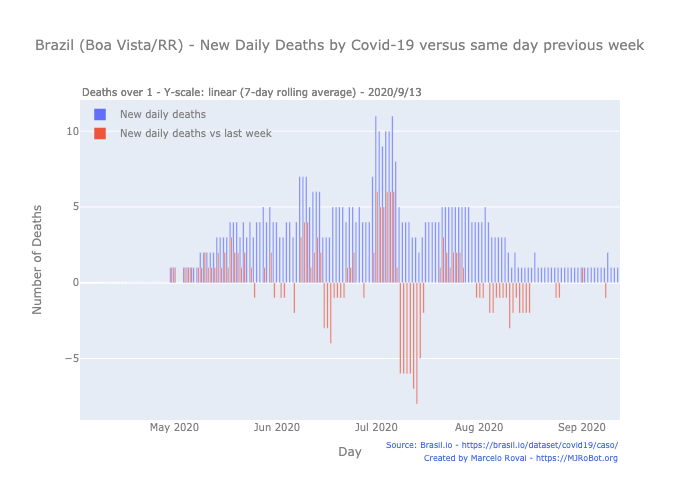 Brazil (Boa Vista/RR) - New Daily Deaths by Covid-19 versus same day previous week
Deaths over 1 - Y-scale: linear (7-day rolling average) - 2020/9/13
New daily deaths
New daily deaths vs last week
Number of Deaths
10
5
0
−5
May 2020
Jun 2020
Jul 2020
Aug 2020
Sep 2020
Day
Source: Brasil.io - https://brasil.io/dataset/covid19/caso/
Created by Marcelo Rovai - https://MJRoBot.org